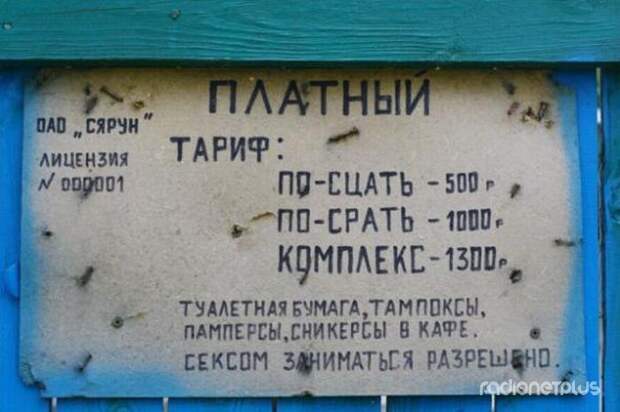 ПЛАТНЫЙ
ОАО „СЯРУН"
ЛИЦЕНЗИЯ
N 000001
ТАРИФ:
ПО-СЦАТЬ - 500 р
ПО-СРАТЬ - 1000 р
КОМПЛЕКС - 1300 р
ТУАЛЕТНАЯ БУМАГА, ТАМПОКСЫ,
ПАМПЕРСЫ, СНИКЕРСЫ В КАФЕ.
СЕКСОМ ЗАНИМАТЬСЯ РАЗРЕШЕНО.
radionetplus